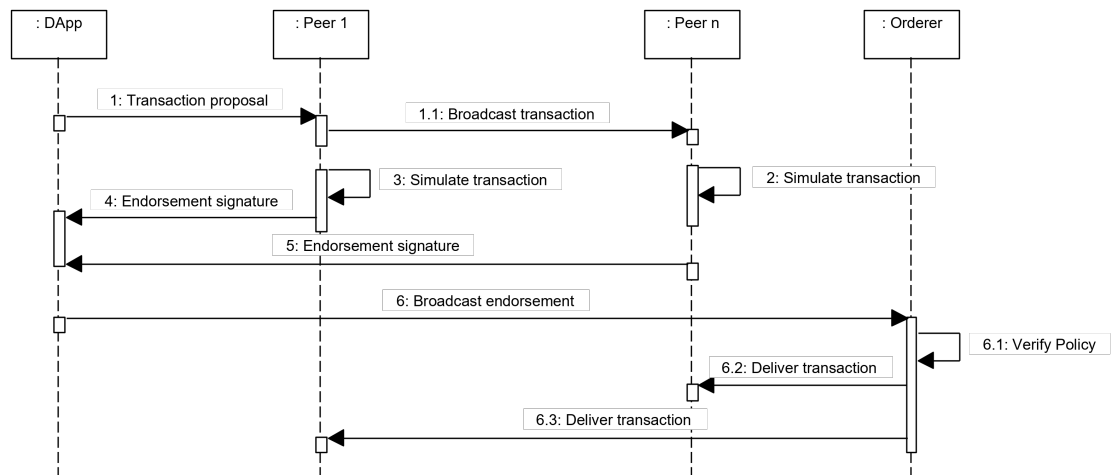 : DApp
: Peer 1
: Peer n
: Orderer
1: Transaction proposal
1.1: Broadcast transaction
3: Simulate transaction
2: Simulate transaction
4: Endorsement signature
5: Endorsement signature
6: Broadcast endorsement
6.1: Verify Policy
6.2: Deliver transaction
6.3: Deliver transaction